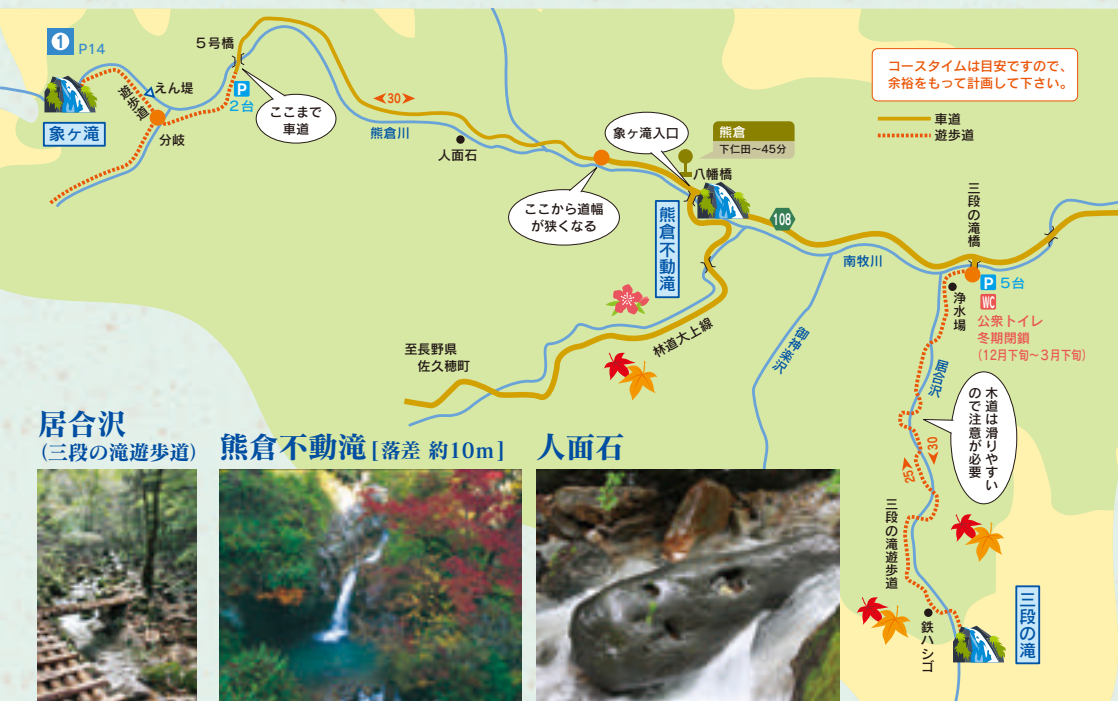 1
P14
5号橋
えん堤
遊歩道
象ヶ滝
分岐
P
2台
ここまで
車道
30
熊倉川
人面石
ここから道幅
が狭くなる
象ヶ滝入口
熊倉
下仁田〜45分
八幡橋
熊倉不動滝
108
コースタイムは目安ですので、
余裕をもって計画して下さい。
車道
遊歩道
南牧川
三段の滝橋
P 5台
WC
公衆トイレ
冬期閉鎖
(12月下旬〜3月下旬)
浄水場
居合沢
御神楽沢
林道大上線
至長野県
佐久穂町
木道は滑りやすい
ので注意が必要
30
25
三段の滝遊歩道
鉄ハシゴ
三段の滝
居合沢
(三段の滝遊歩道)
熊倉不動滝[落差 約10m]
人面石